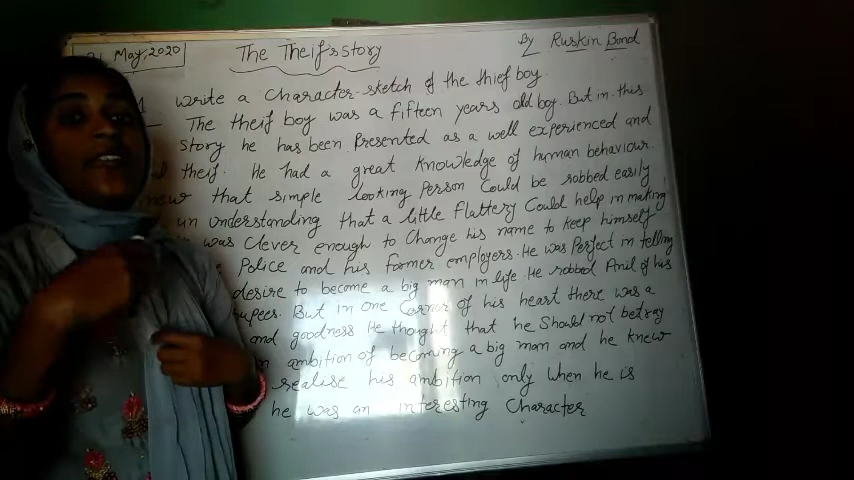 May, 2020
The Theif's story
By Ruskin Bond
write a character-sketch of the thief boy.
The theif boy was a fifteen years old boy. But in this
story he has been Presented as a well experienced and
theif. He had a great Knowledge of human behaviour.
that simple looking Person Could be robbed easily
un understanding that a little flattery Could help in making
was Clever enough to Change his name to keep himself
Police and his former employers. He was Perfect in telling
desire to become a big man in life. He robbed Anil of his
rupees. But in one Corner of his heart there was a
and goodness He thought that he Should not betray
ambition of becoming a big man and he knew
realise his ambition only when he is
he was an interesting Character